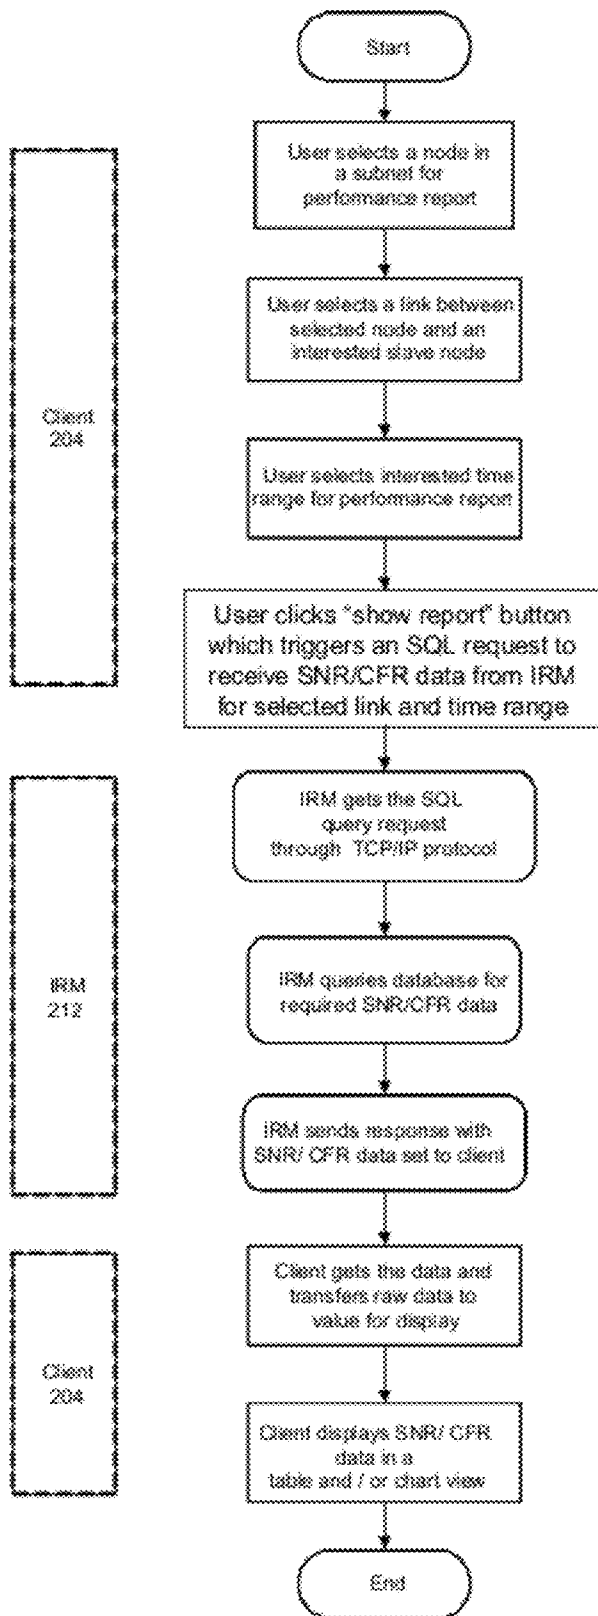 Start
User selects a node in
a subnet for
performance report
User selects a link between
selected node and an
interested slave node
Client
204
User selects interested time
range for performance report
User clicks "show report" button
which triggers an SQL request to
receive SNR/CFR data from IRM
for selected link and time range
IRM gets the SQL
query request
through TCP/IP protocol
IRM
212
IRM queries database for
required SNR/CFR data
IRM sends response with
SNR/ CFR data set to client
Client gets the data and
transfers raw data to
value for display
Client
204
Client displays SNR/ CFR
data in a
table and / or chart view
End